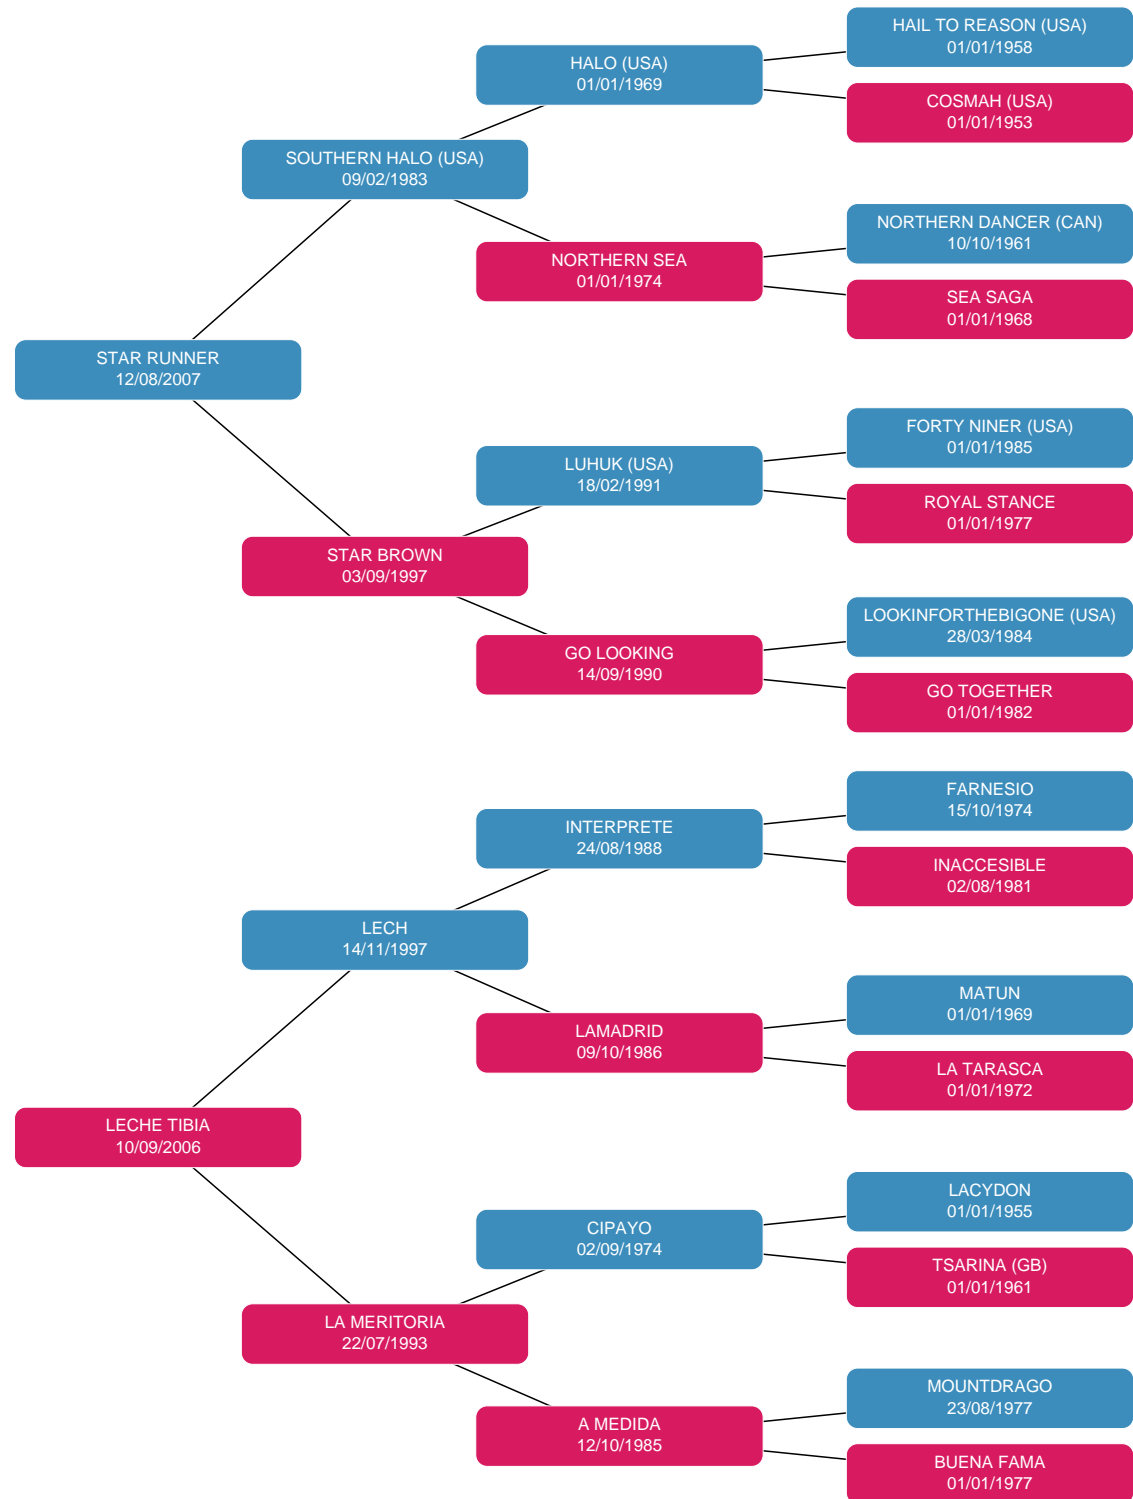 HAIL TO REASON (USA)
01/01/1958
HALO (USA)
01/01/1969
COSMAH (USA)
01/01/1953
SOUTHERN HALO (USA)
09/02/1983
NORTHERN DANCER (CAN)
10/10/1961
NORTHERN SEA
01/01/1974
SEA SAGA
01/01/1968
STAR RUNNER
12/08/2007
FORTY NINER (USA)
01/01/1985
LUHUK (USA)
18/02/1991
ROYAL STANCE
01/01/1977
STAR BROWN
03/09/1997
LOOKINFORTHEBIGONE (USA)
28/03/1984
GO LOOKING
14/09/1990
GO TOGETHER
01/01/1982
FARNESIO
15/10/1974
INTERPRETE
24/08/1988
INACCESIBLE
02/08/1981
LECH
14/11/1997
MATUN
01/01/1969
LAMADRID
09/10/1986
LA TARASCA
01/01/1972
LECHE TIBIA
10/09/2006
LACYDON
01/01/1955
CIPAYO
02/09/1974
TSARINA (GB)
01/01/1961
LA MERITORIA
22/07/1993
MOUNTDRAGO
23/08/1977
A MEDIDA
12/10/1985
BUENA FAMA
01/01/1977